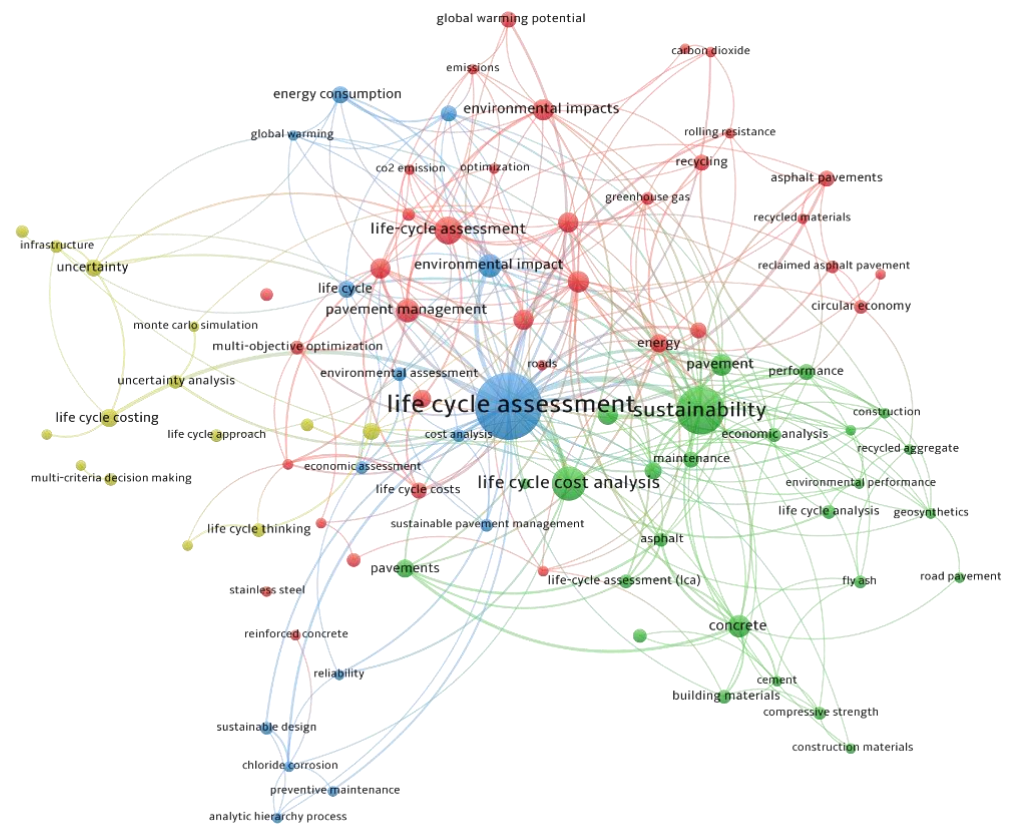 global warming potential
carbon dioxide
emissions
energy consumption
environmental impacts
global warming
rolling resistance
co2 emission
optimization
recycling
asphalt pavements
greenhouse gas
recycled materials
life-cycle assessment
infrastructure
uncertainty
environmental impact
reclaimed asphalt pavement
life cycle
pavement management
circular economy
monte carlo simulation
multi-objective optimization
energy
roads
pavement
environmental assessment
performance
uncertainty analysis
life cycle assessment
sustainability
construction
life cycle costing
life cycle approach
cost analysis
economic analysis
recycled aggregate
maintenance
economic assessment
multi-criteria decision making
life cycle costs
life cycle cost analysis
environmental performance
life cycle analysis
geosynthetics
sustainable pavement management
life cycle thinking
asphalt
pavements
life-cycle assessment (lca)
fly ash
road pavement
stainless steel
concrete
reinforced concrete
reliability
cement
building materials
compressive strength
sustainable design
construction materials
chloride corrosion
preventive maintenance
analytic hierarchy process